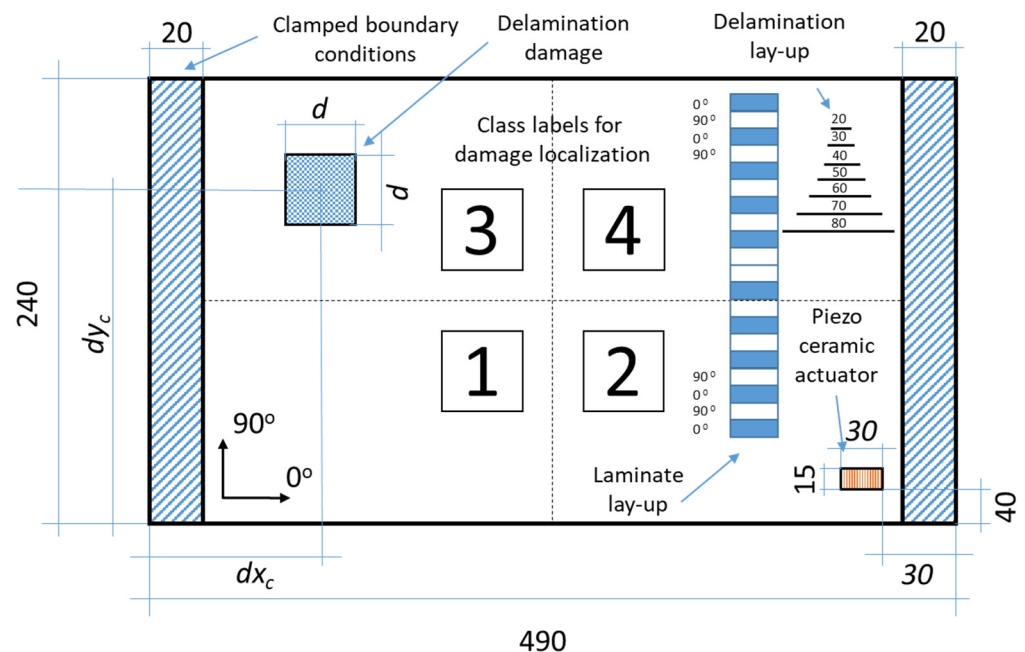 20
Clamped boundary
conditions
Delamination
damage
Delamination
lay-up
20
d
d
Class labels for
damage localization
0°
90°
0°
90°
20
30
40
50
60
70
80
3
4
240
dyc
1
2
Piezo
ceramic
actuator
90°
0°
90°
0°
30
15
90°
0°
Laminate
lay-up
40
dxc
30
490